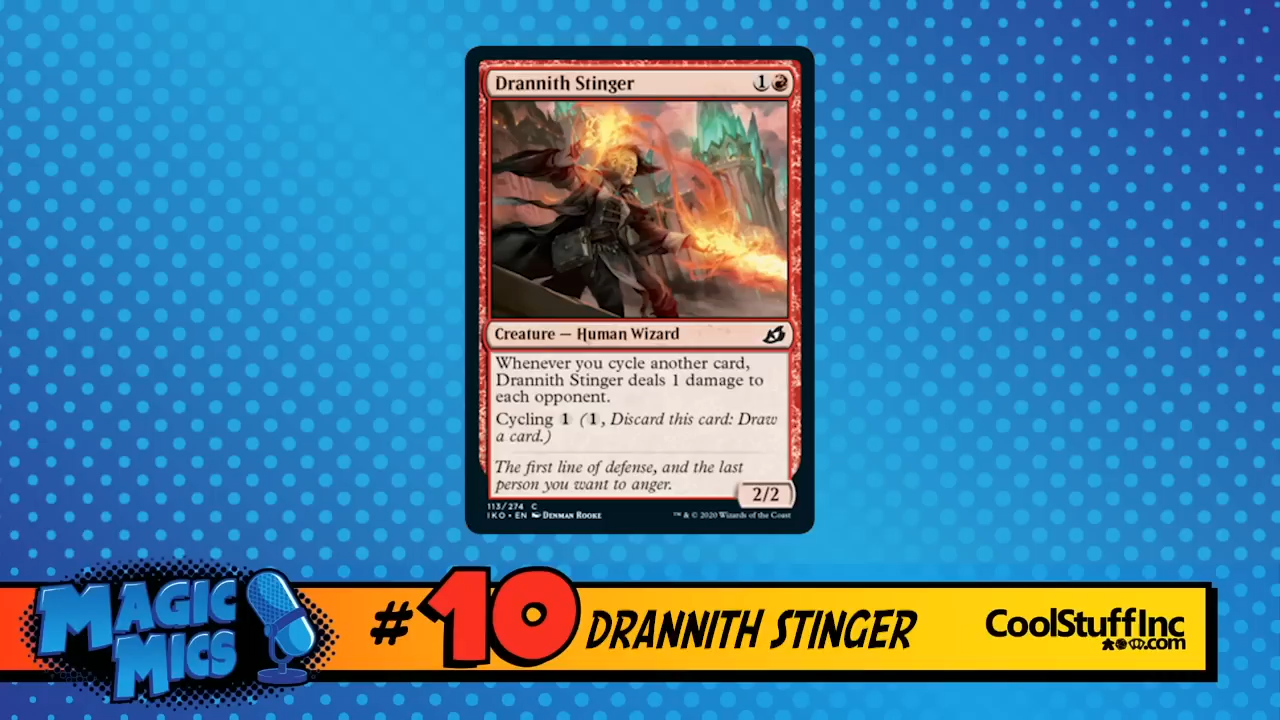 Drannith Stinger 1
Creature — Human Wizard
Whenever you cycle another card,
Drannith Stinger deals 1 damage to
each opponent.
Cycling 1 (1, Discard this card: Draw
a card.)
The first line of defense, and the last
person you want to anger.
2/2
113/274 C
IKO • EN DENMAN ROOKE
™ & © 2020 Wizards of the Coast
MAGIC
MICS
#10 DRANNITH STINGER
CoolStuffInc
.com